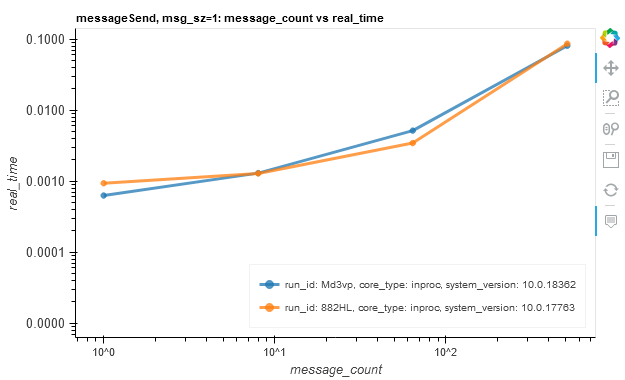 messageSend, msg_sz=1: message_count vs real_time
0.1000
0.0100
0.0010
0.0001
0.0000
real_time
run_id: Md3vp, core_type: inproc, system_version: 10.0.18362
run_id: 882HL, core_type: inproc, system_version: 10.0.17763
10^0
10^1
10^2
message_count